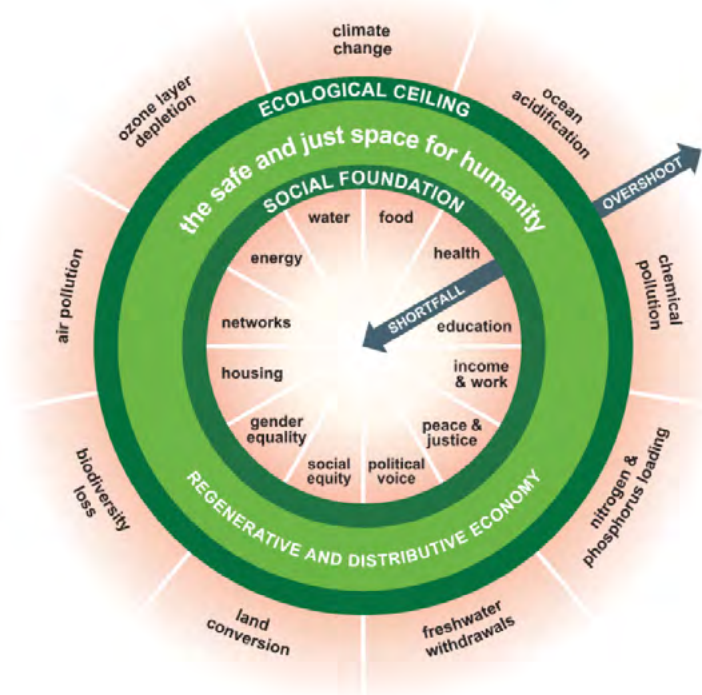 climate
change
ocean
acidification
OVERSHOOT
chemical
pollution
nitrogen &
phosphorus loading
freshwater
withdrawals
land
conversion
biodiversity
loss
air pollution
ozone layer
depletion
ECOLOGICAL CEILING
the safe and just space for humanity
SOCIAL FOUNDATION
water
food
health
SHORTFALL
education
income
& work
peace &
justice
political
voice
social
equity
gender
equality
housing
networks
energy
REGENERATIVE AND DISTRIBUTIVE ECONOMY